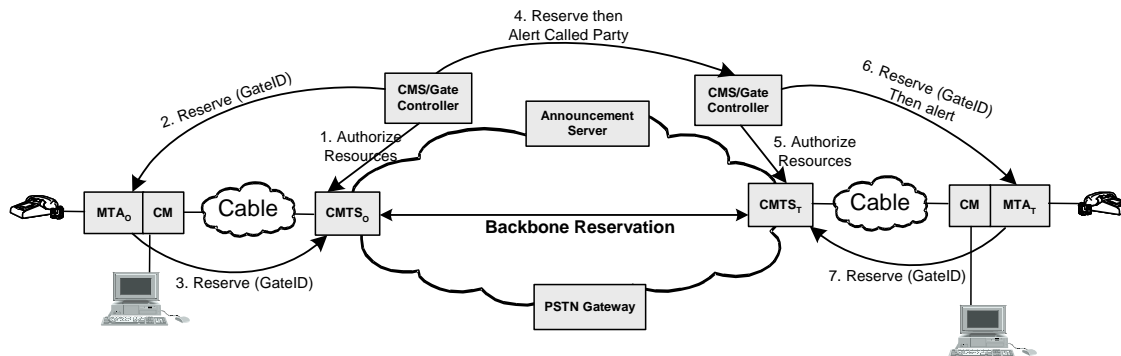 4. Reserve then
Alert Called Party
2. Reserve (GateID)
CMS/Gate
Controller
CMS/Gate
Controller
6. Reserve (GateID)
Then alert
1. Authorize
Resources
Announcement
Server
5. Authorize
Resources
MTAO
CM
Cable
CMTSO
Backbone Reservation
CMTST
Cable
CM
MTAT
3. Reserve (GateID)
7. Reserve (GateID)
PSTN Gateway